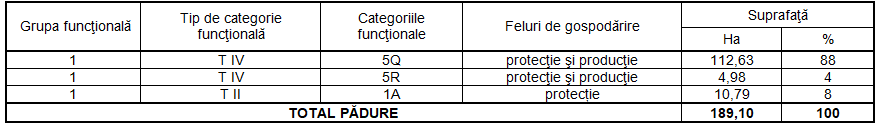 Grupa funcţională Tip de categorie funcţională Categoriile funcţionale Feluri de gospodărire Suprafaţă
Ha %
1 T IV 5Q protecţie şi producţie 112,63 88
1 T IV 5R protecţie şi producţie 4,98 4
1 T II 1A protecţie 10,79 8
TOTAL PĂDURE 189,10 100